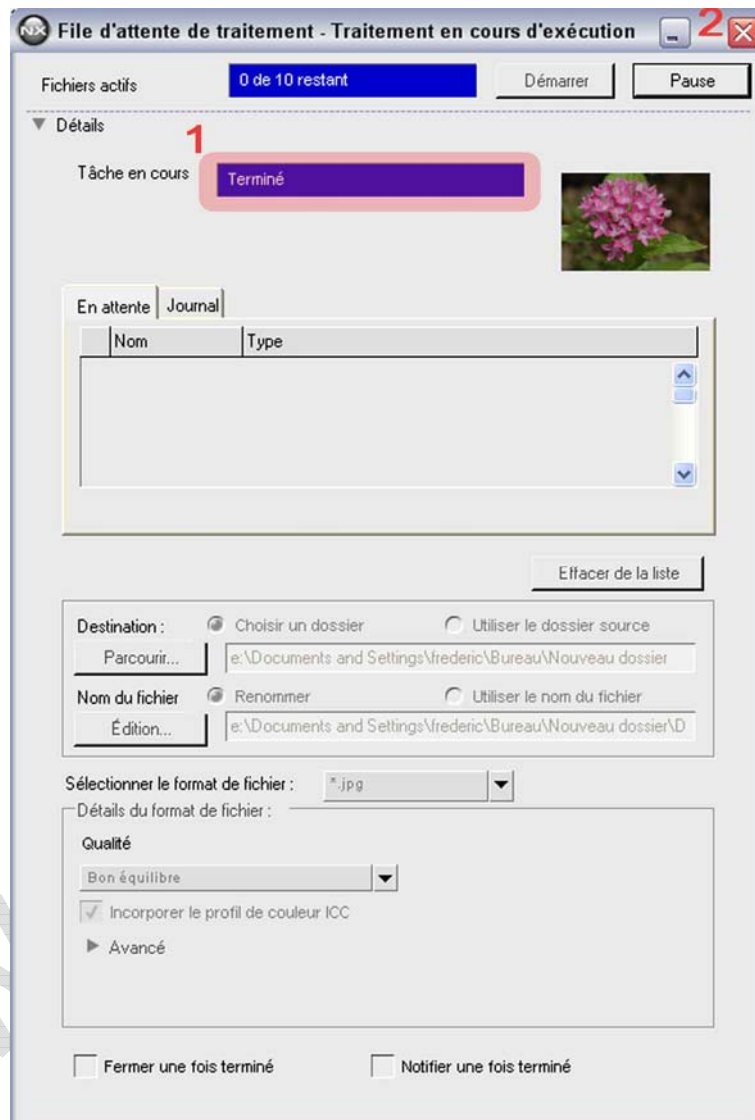 NX File d'attente de traitement - Traitement en cours d'exécution 2
Fichiers actifs 0 de 10 restant Démarrer Pause
Détails
1
Tâche en cours Terminé
En attente Journal
Nom Type
Effacer de la liste
Destination : Choisir un dossier Utiliser le dossier source
Parcourir... e:\Documents and Settings\frederic\Bureau\Nouveau dossier
Nom du fichier Renommer Utiliser le nom du fichier
Édition... e:\Documents and Settings\frederic\Bureau\Nouveau dossier\D
Sélectionner le format de fichier : *.jpg
Détails du format de fichier :
Qualité
Bon équilibre
Incorporer le profil de couleur ICC
Avancé
Fermer une fois terminé Notifier une fois terminé